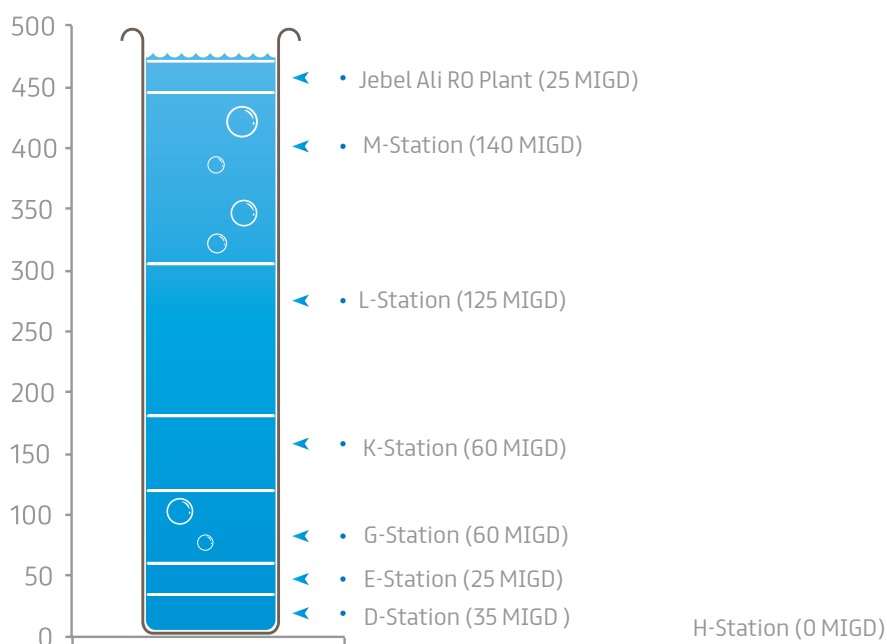 500
450
400
350
300
250
200
150
100
50
0
Jebel Ali RO Plant (25 MIGD)
M-Station (140 MIGD)
L-Station (125 MIGD)
K-Station (60 MIGD)
G-Station (60 MIGD)
E-Station (25 MIGD)
D-Station (35 MIGD )
H-Station (0 MIGD)